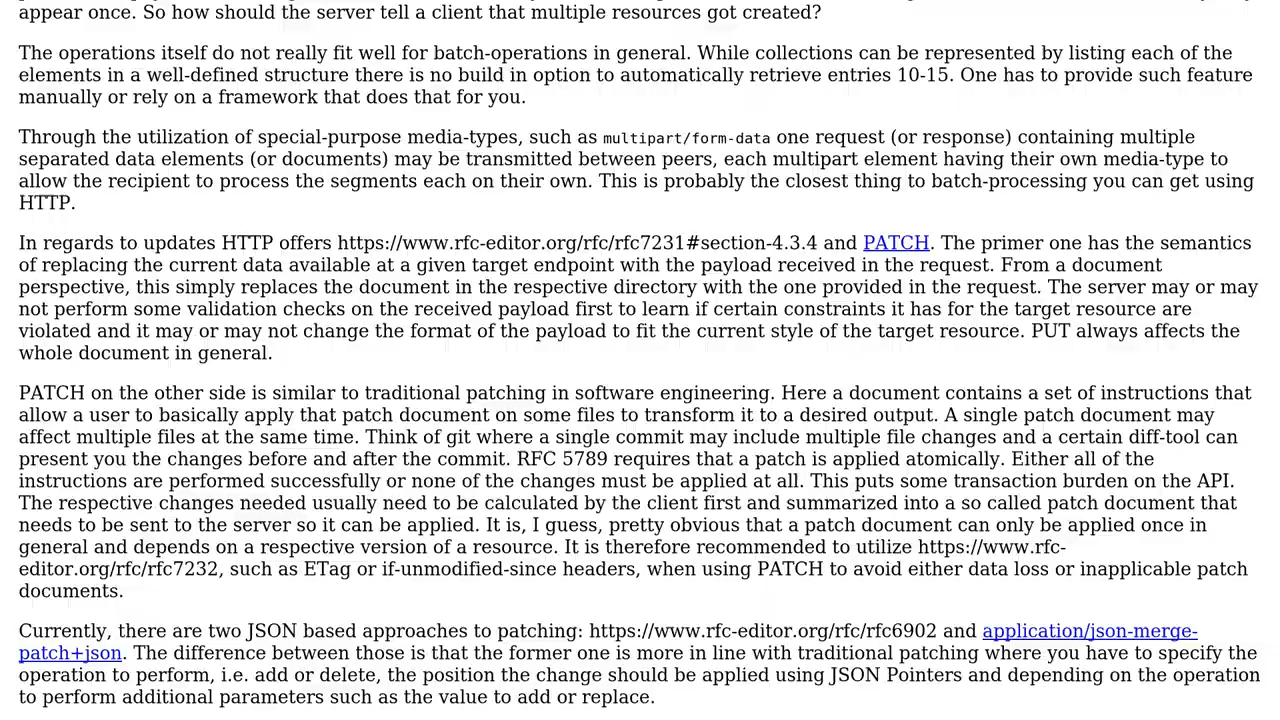 appear once. So how should the server tell a client that multiple resources got created?
The operations itself do not really fit well for batch-operations in general. While collections can be represented by listing each of the
elements in a well-defined structure there is no build in option to automatically retrieve entries 10-15. One has to provide such feature
manually or rely on a framework that does that for you.
Through the utilization of special-purpose media-types, such as multipart/form-data one request (or response) containing multiple
separated data elements (or documents) may be transmitted between peers, each multipart element having their own media-type to
allow the recipient to process the segments each on their own. This is probably the closest thing to batch-processing you can get using
HTTP.
In regards to updates HTTP offers https://www.rfc-editor.org/rfc/rfc7231#section-4.3.4 and PATCH. The primer one has the semantics
of replacing the current data available at a given target endpoint with the payload received in the request. From a document
perspective, this simply replaces the document in the respective directory with the one provided in the request. The server may or may
not perform some validation checks on the received payload first to learn if certain constraints it has for the target resource are
violated and it may or may not change the format of the payload to fit the current style of the target resource. PUT always affects the
whole document in general.
PATCH on the other side is similar to traditional patching in software engineering. Here a document contains a set of instructions that
allow a user to basically apply that patch document on some files to transform it to a desired output. A single patch document may
affect multiple files at the same time. Think of git where a single commit may include multiple file changes and a certain diff-tool can
present you the changes before and after the commit. RFC 5789 requires that a patch is applied atomically. Either all of the
instructions are performed successfully or none of the changes must be applied at all. This puts some transaction burden on the API.
The respective changes needed usually need to be calculated by the client first and summarized into a so called patch document that
needs to be sent to the server so it can be applied. It is, I guess, pretty obvious that a patch document can only be applied once in
general and depends on a respective version of a resource. It is therefore recommended to utilize https://www.rfc-
editor.org/rfc/rfc7232, such as ETag or if-unmodified-since headers, when using PATCH to avoid either data loss or inapplicable patch
documents.
Currently, there are two JSON based approaches to patching: https://www.rfc-editor.org/rfc/rfc6902 and application/json-merge-
patch+json. The difference between those is that the former one is more in line with traditional patching where you have to specify the
operation to perform, i.e. add or delete, the position the change should be applied using JSON Pointers and depending on the operation
to perform additional parameters such as the value to add or replace.